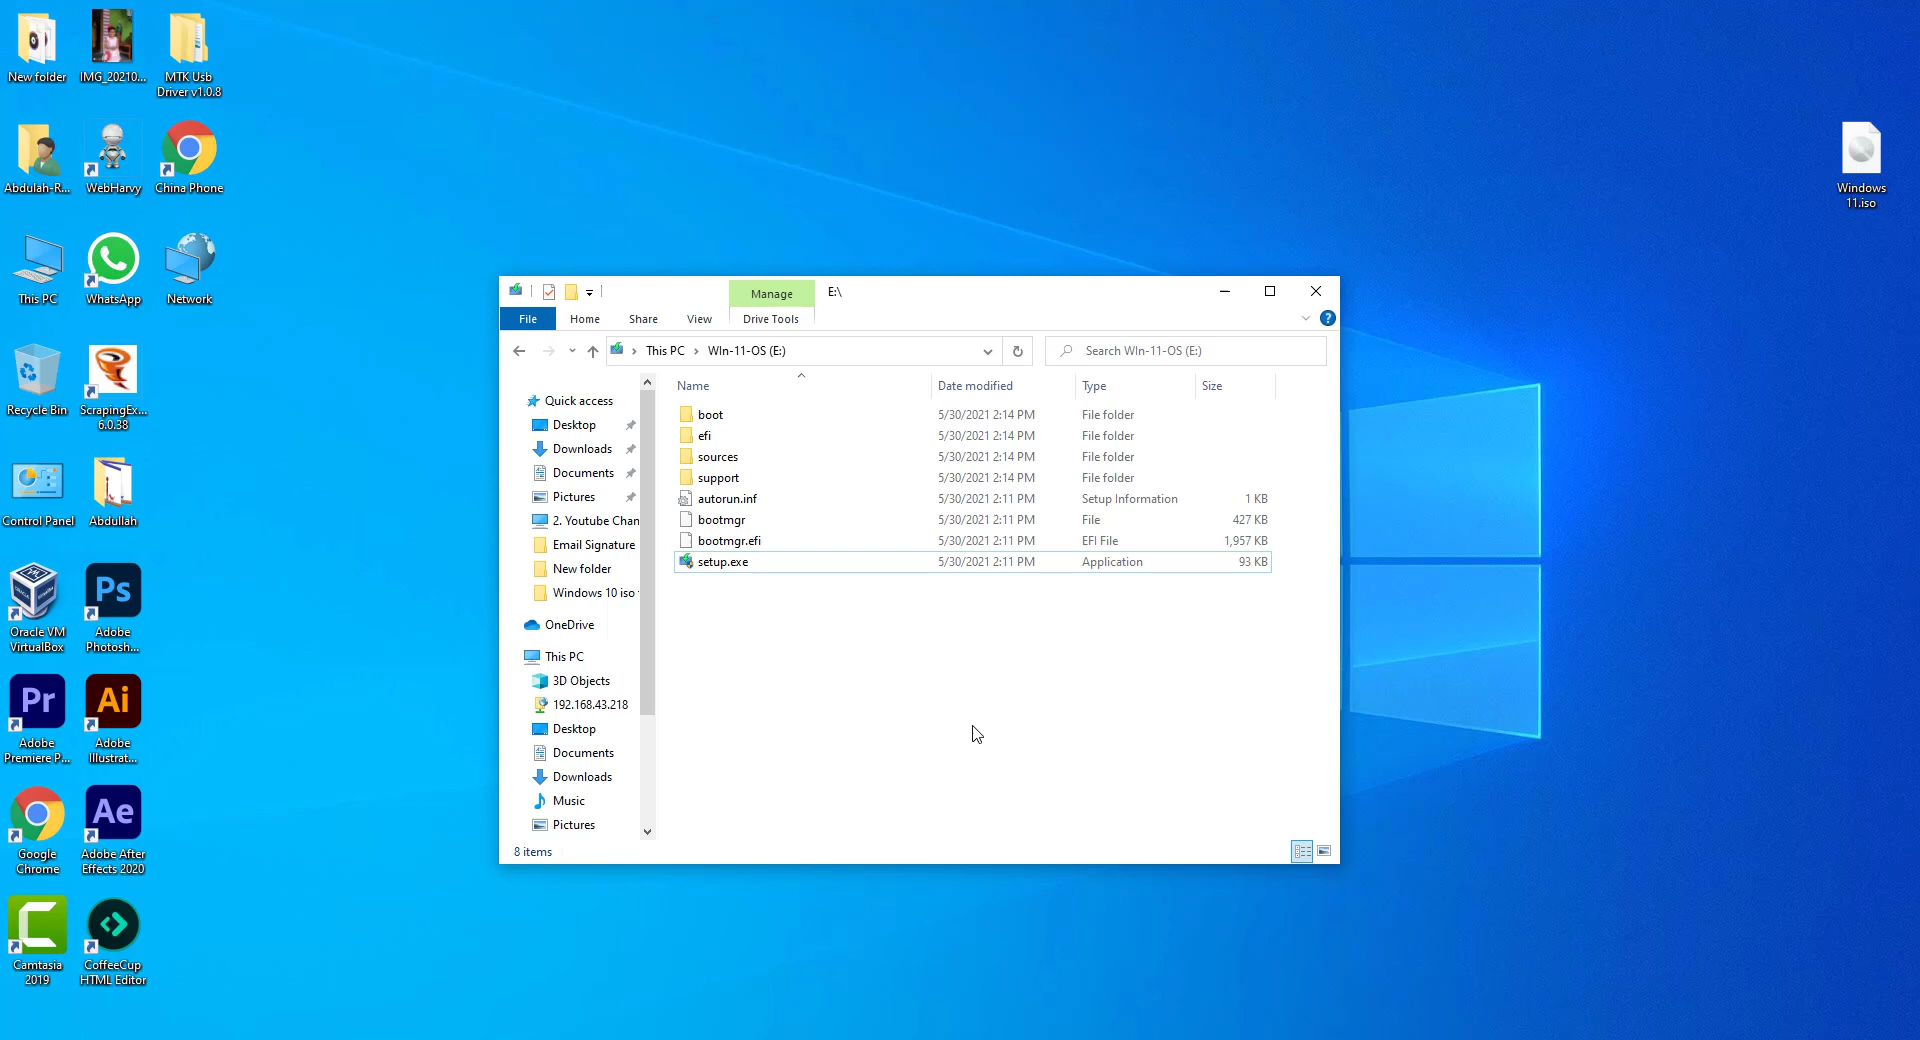 New folder
IMG_20210...
MTK Usb
Driver v1.0.8
Abdulah-R...
WebHarvy
China Phone
This PC
WhatsApp
Network
Recycle Bin
ScrapingEx...
6.0.38
Control Panel
Abdullah
Oracle VM
VirtualBox
Ps
Adobe
Photosh...
Pr
Adobe
Premiere P...
Ai
Adobe
Illustrat...
Google
Chrome
Ae
Adobe After
Effects 2020
Camtasia
2019
CoffeeCup
HTML Editor
Windows
11.iso
Manage
E:\
File
Home
Share
View
Drive Tools
This PC > WIn-11-OS (E:)
Search WIn-11-OS (E:)
Quick access
Desktop
Downloads
Documents
Pictures
2. Youtube Chan
Email Signature
New folder
Windows 10 iso
OneDrive
This PC
3D Objects
192.168.43.218
Desktop
Documents
Downloads
Music
Pictures
Name Date modified Type Size
boot 5/30/2021 2:14 PM File folder
efi 5/30/2021 2:14 PM File folder
sources 5/30/2021 2:14 PM File folder
support 5/30/2021 2:14 PM File folder
autorun.inf 5/30/2021 2:11 PM Setup Information 1 KB
bootmgr 5/30/2021 2:11 PM File 427 KB
bootmgr.efi 5/30/2021 2:11 PM EFI File 1,957 KB
setup.exe 5/30/2021 2:11 PM Application 93 KB
8 items